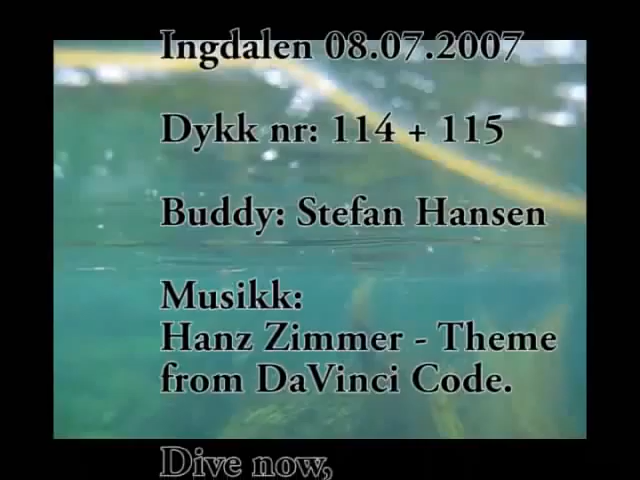 Ingdalen 08.07.2007
Dykk nr: 114 + 115
Buddy: Stefan Hansen
Musikk:
Hanz Zimmer - Theme
from DaVinci Code.
Dive now,